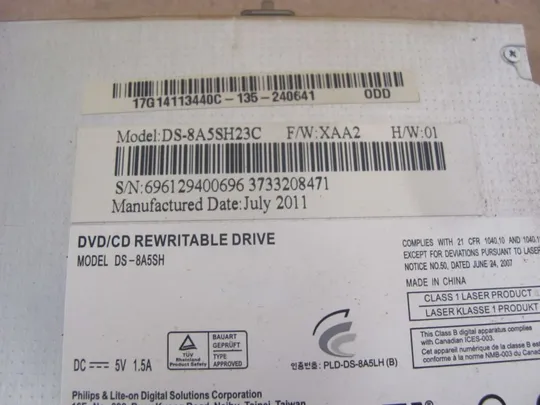 17G14113440C-135-240641 ODD
Model:DS-8A5SH23C F/W:XAA2 H/W:01
S/N:696129400696 3733208471
Manufactured Date:July 2011
DVD/CD REWRITABLE DRIVE
MODEL DS-8A5SH
COMPLIES WITH 21 CFR 1040.10 AND 1040.11
EXCEPT FOR DEVIATIONS PURSUANT TO LASER
NOTICE NO.50, DATED JUNE 24, 2007
MADE IN CHINA
CLASS 1 LASER PRODUCT
LASER KLASSE 1 PRODUKT
This Class B digital apparatus complies
with Canadian ICES-003.
Cet appareil numérique de la classe B est
conforme à la norme NMB-003 du Canada.
TÜV
Rheinland
Product Safety
BAUART
GEPRÜFT
TYPE
APPROVED
DC 5V 1.5A
인증번호: PLD-DS-8A5LH (B)
Philips & Lite-on Digital Solutions Corporation